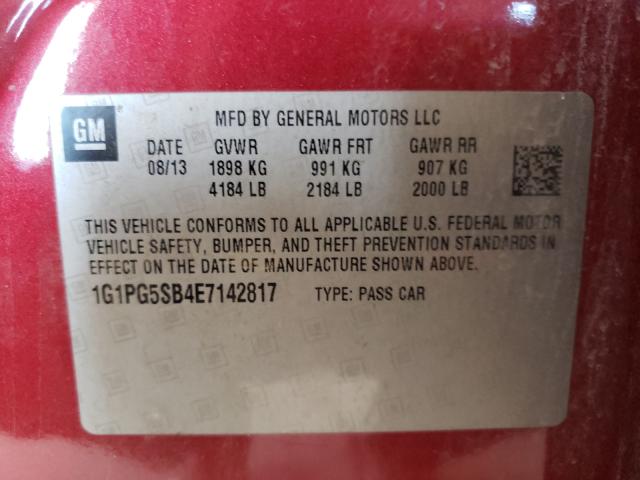 GM
MFD BY GENERAL MOTORS LLC
DATE GVWR GAWR FRT GAWR RR
08/13 1898 KG 991 KG 907 KG
4184 LB 2184 LB 2000 LB
THIS VEHICLE CONFORMS TO ALL APPLICABLE U.S. FEDERAL MOTOR
VEHICLE SAFETY, BUMPER, AND THEFT PREVENTION STANDARDS IN
EFFECT ON THE DATE OF MANUFACTURE SHOWN ABOVE.
1G1PG5SB4E7142817 TYPE: PASS CAR